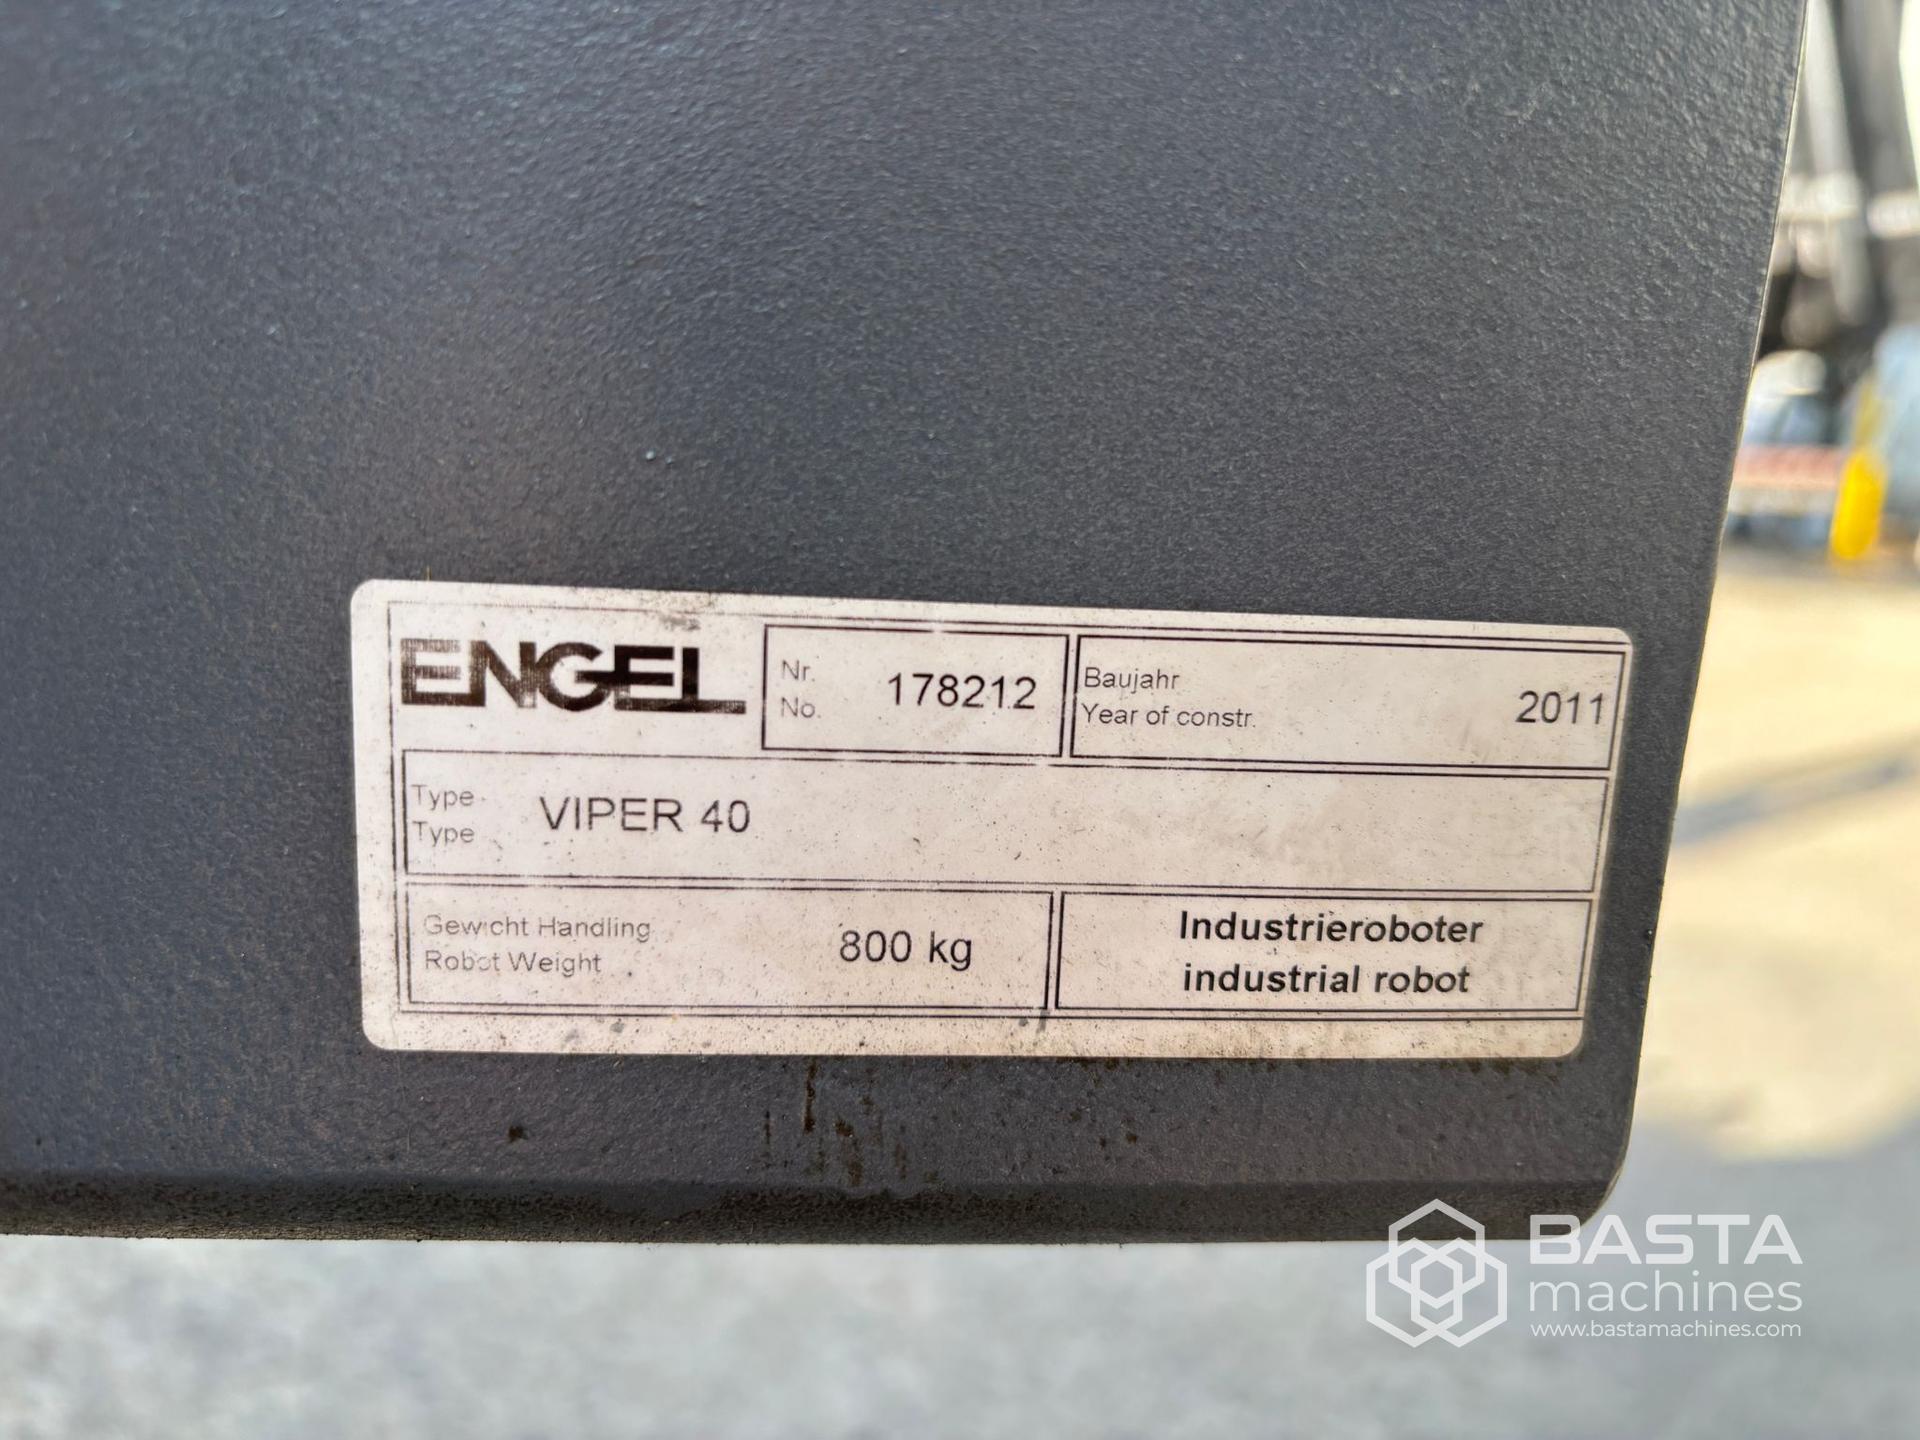 ENGEL
Nr.
No.
178212
Baujahr
Year of constr.
2011
Type
Type
VIPER 40
Gewicht Handling
Robot Weight
800 kg
Industrieroboter
industrial robot
BASTA
machines
www.bastamachines.com